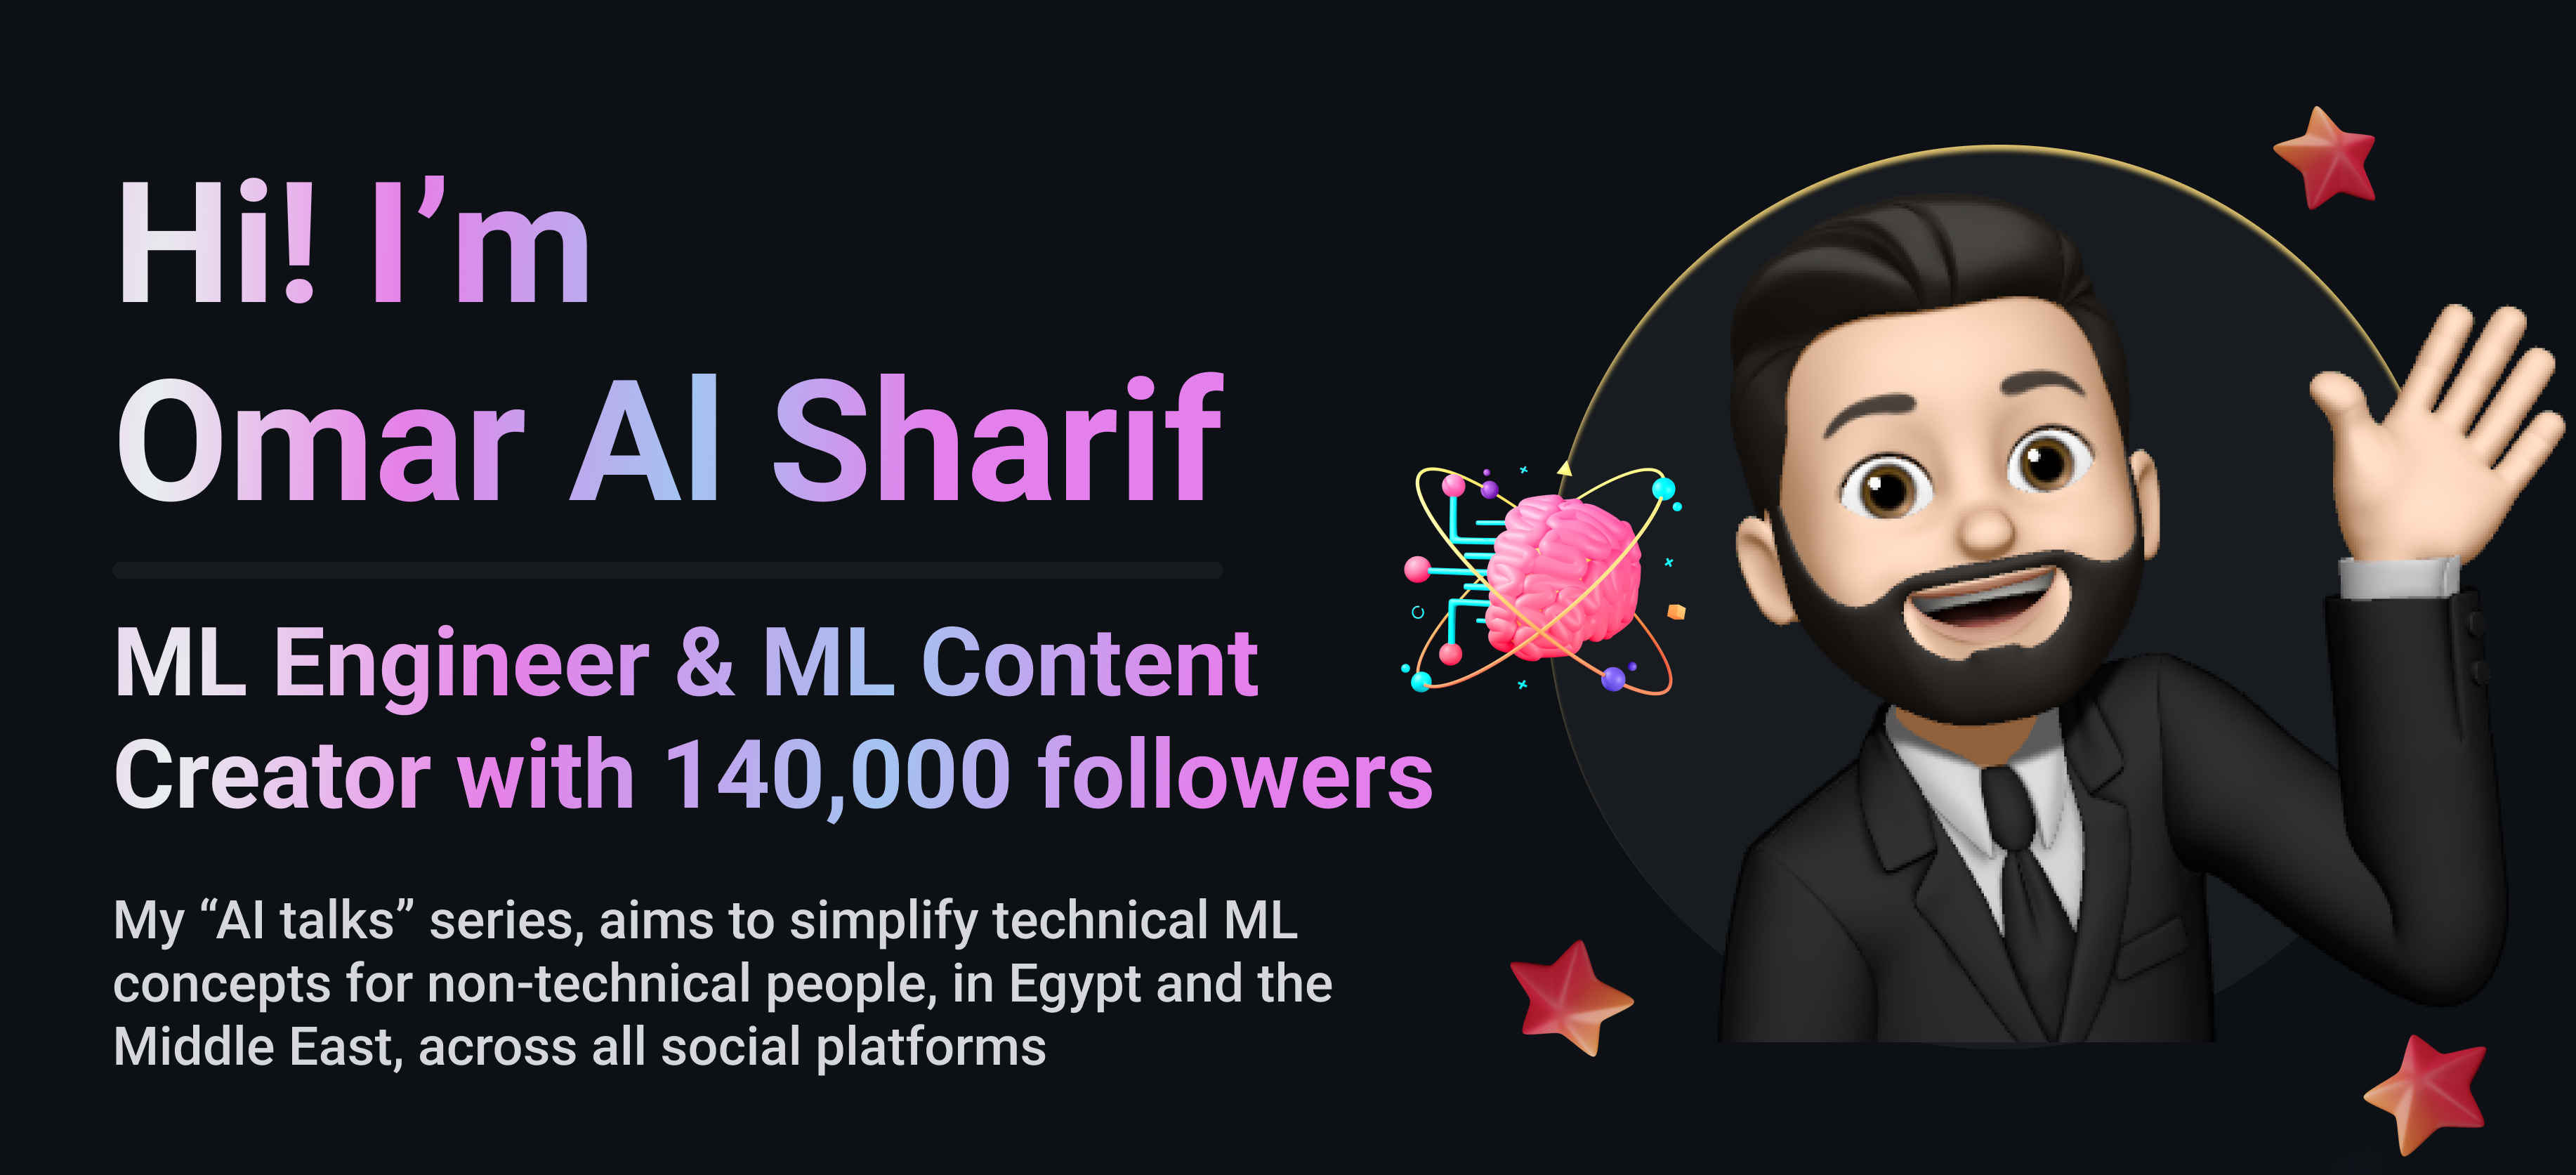 Hi! I’m
Omar Al Sharif
ML Engineer & ML Content
Creator with 140,000 followers
My “AI talks” series, aims to simplify technical ML
concepts for non-technical people, in Egypt and the
Middle East, across all social platforms